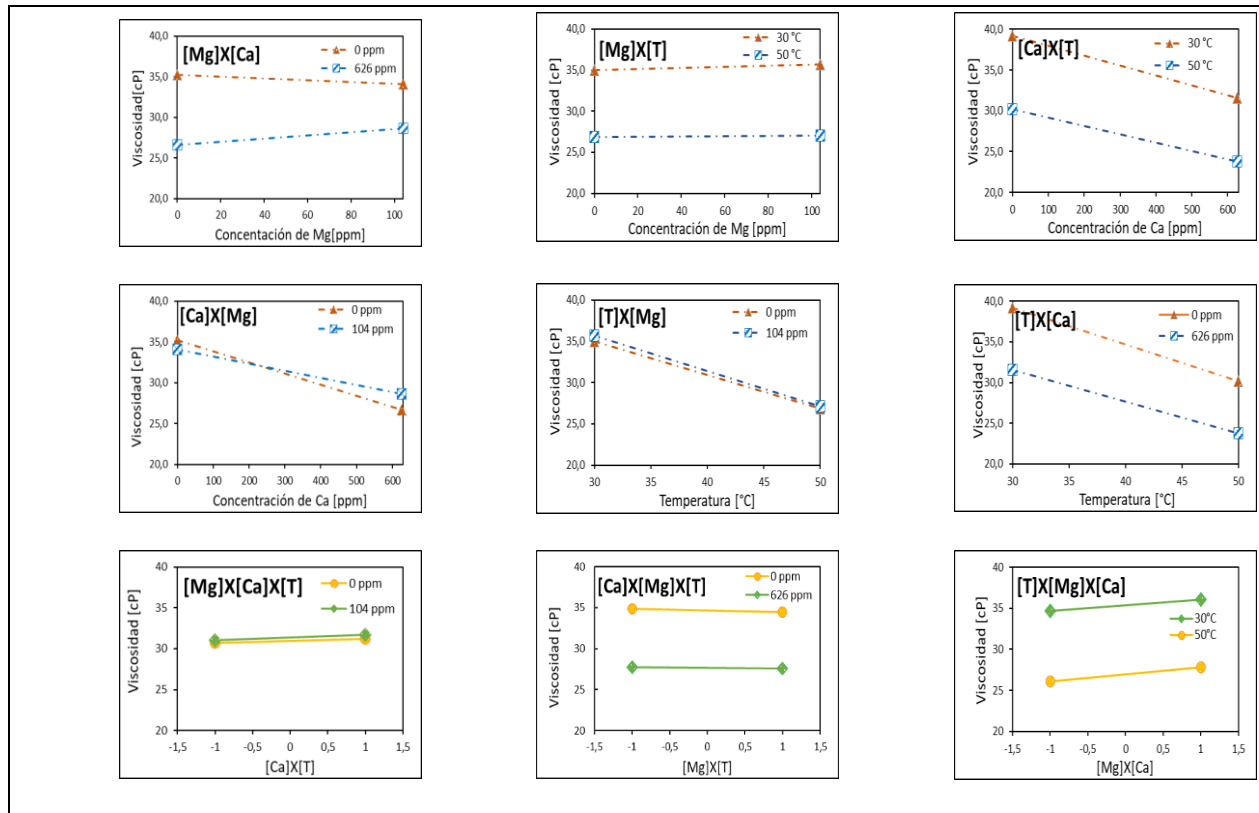 [Mg]X[Ca]
0 ppm
626 ppm
Viscosidad[cP]
40,0
35,0
30,0
25,0
20,0
0 20 40 60 80 100
Concentación de Mg[ppm]
[Mg]X[T]
30 °C
50 °C
Viscosidad [cP]
40,0
35,0
30,0
25,0
20,0
0 20 40 60 80 100
Concentración de Mg [ppm]
[Ca]X[T]
30 °C
50 °C
Viscosidad [cP]
40,0
35,0
30,0
25,0
20,0
0 100 200 300 400 500 600
Concentración de Ca [ppm]
[Ca]X[Mg]
0 ppm
104 ppm
Viscosidad [cP]
40,0
35,0
30,0
25,0
20,0
0 100 200 300 400 500 600
Concentración de Ca [ppm]
[T]X[Mg]
0 ppm
104 ppm
Viscosidad [cP]
40,0
35,0
30,0
25,0
20,0
30 35 40 45 50
Temperatura [°C]
[T]X[Ca]
0 ppm
626 ppm
Viscosidad [cP]
40,0
35,0
30,0
25,0
20,0
30 35 40 45 50
Temperatura [°C]
[Mg]X[Ca]X[T]
0 ppm
104 ppm
Viscosidad [cP]
40
35
30
25
20
-1,5 -1 -0,5 0 0,5 1 1,5
[Ca]X[T]
[Ca]X[Mg]X[T]
0 ppm
626 ppm
Viscosidad [cP]
40
35
30
25
20
-1,5 -1 -0,5 0 0,5 1 1,5
[Mg]X[T]
[T]X[Mg]X[Ca]
30°C
50°C
Viscosidad [cP]
40
35
30
25
20
-1,5 -1 -0,5 0 0,5 1 1,5
[Mg]X[Ca]